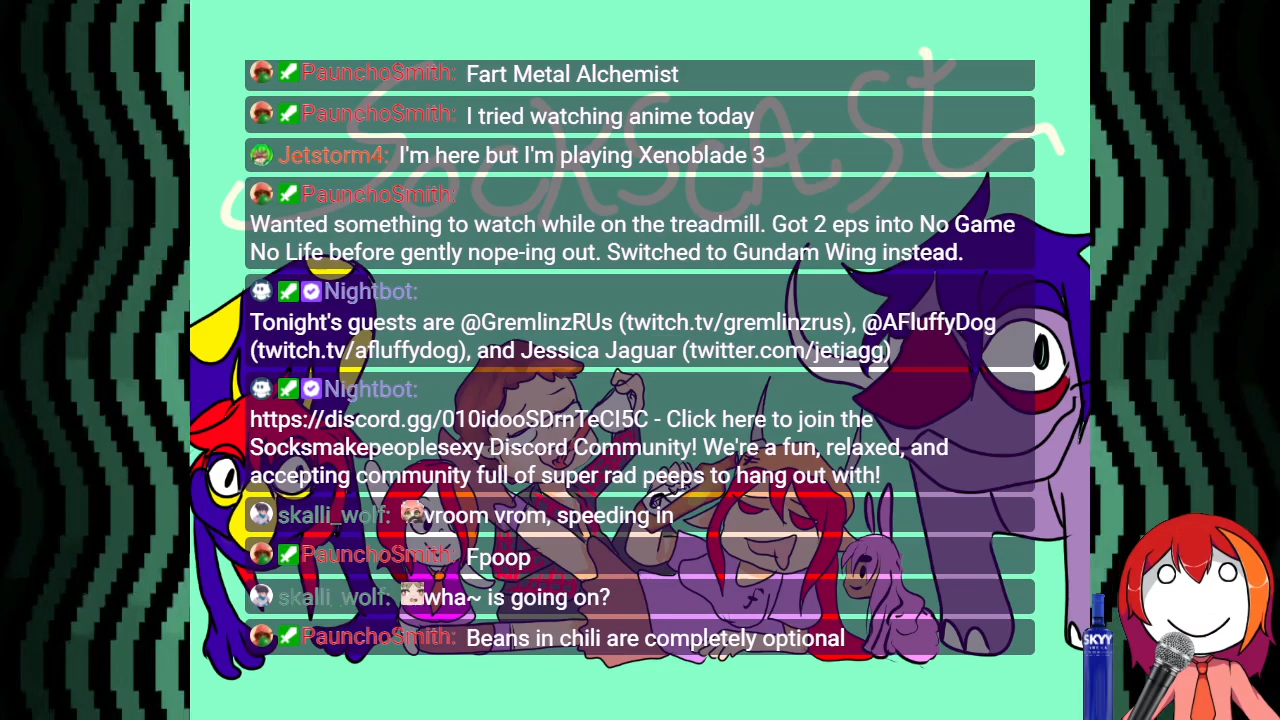 Sockscast
PaunchoSmith: Fart Metal Alchemist
PaunchoSmith: I tried watching anime today
Jetstorm4: I'm here but I'm playing Xenoblade 3
PaunchoSmith:
Wanted something to watch while on the treadmill. Got 2 eps into No Game
No Life before gently nope-ing out. Switched to Gundam Wing instead.
Nightbot:
Tonight's guests are @GremlinzRUs (twitch.tv/gremlinzrus), @AFluffyDog
(twitch.tv/afluffydog), and Jessica Jaguar (twitter.com/jetjagg)
Nightbot:
https://discord.gg/010idooSDrnTeCl5C - Click here to join the
Socksmakepeoplesexy Discord Community! We're a fun, relaxed, and
accepting community full of super rad peeps to hang out with!
skalli_wolf: vroom vrom, speeding in
PaunchoSmith: Fpoop
skalli_wolf: wha~ is going on?
PaunchoSmith: Beans in chili are completely optional
SKYY